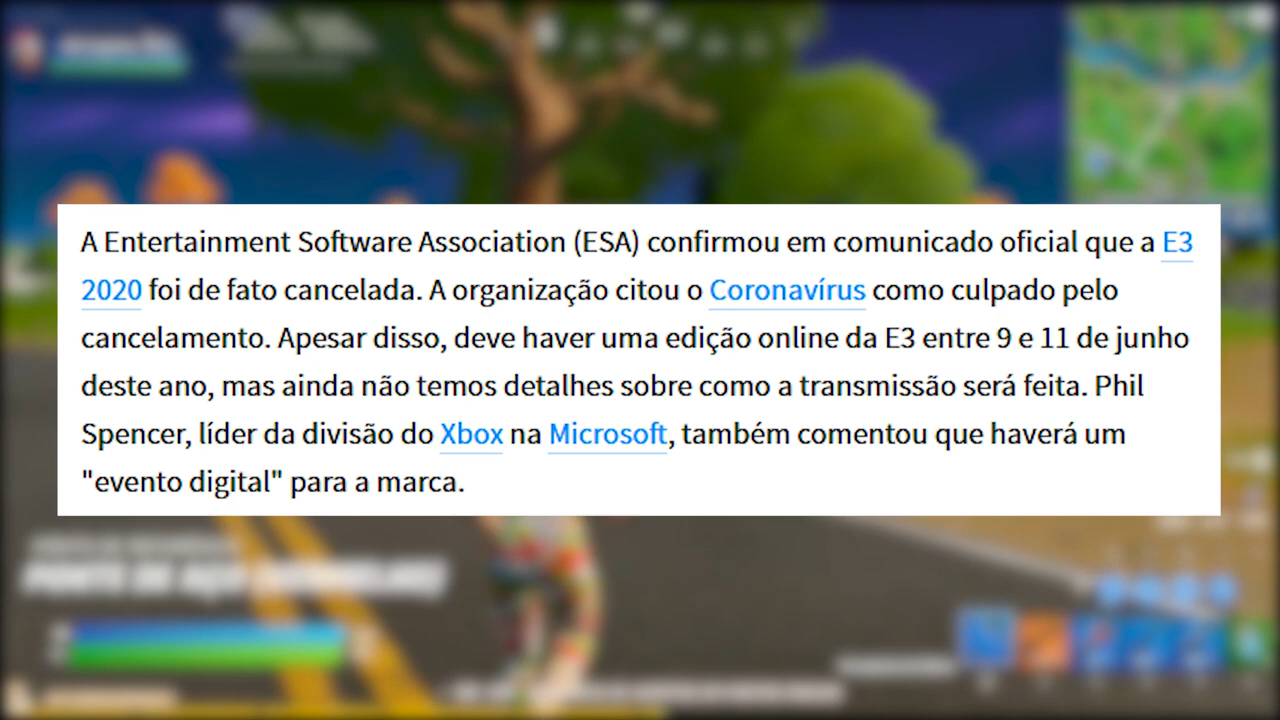 A Entertainment Software Association (ESA) confirmou em comunicado oficial que a E3
2020 foi de fato cancelada. A organização citou o Coronavírus como culpado pelo
cancelamento. Apesar disso, deve haver uma edição online da E3 entre 9 e 11 de junho
deste ano, mas ainda não temos detalhes sobre como a transmissão será feita. Phil
Spencer, líder da divisão do Xbox na Microsoft, também comentou que haverá um
"evento digital" para a marca.